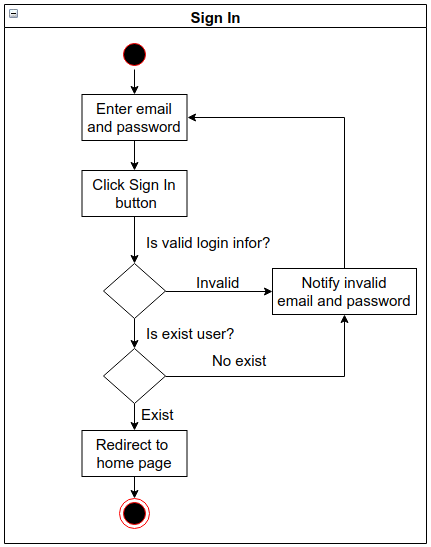 Sign In
Enter email
and password
Click Sign In
button
Is valid login infor?
Invalid
Notify invalid
email and password
Is exist user?
No exist
Exist
Redirect to
home page